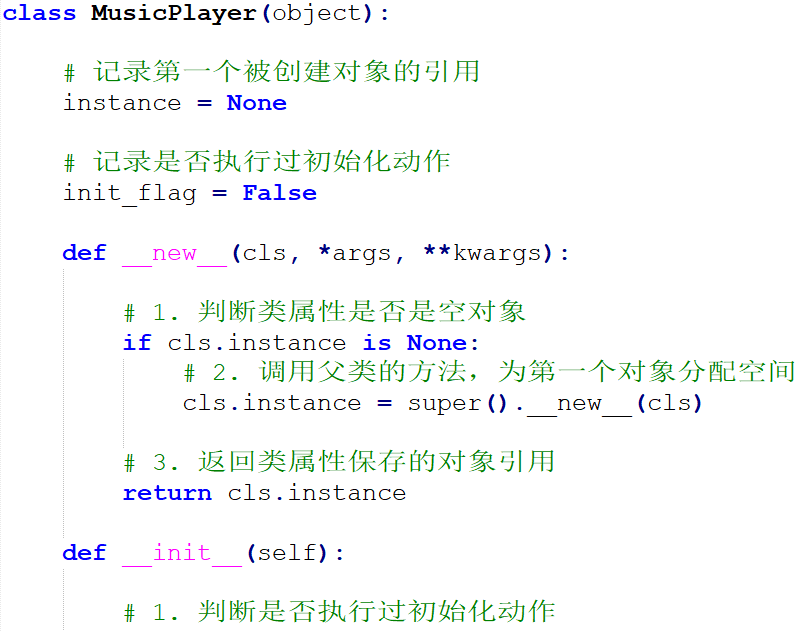 class MusicPlayer(object):
# 记录第一个被创建对象的引用
instance = None
# 记录是否执行过初始化动作
init_flag = False
def __new__(cls, *args, **kwargs):
# 1. 判断类属性是否是空对象
if cls.instance is None:
# 2. 调用父类的方法，为第一个对象分配空间
cls.instance = super().__new__(cls)
# 3. 返回类属性保存的对象引用
return cls.instance
def __init__(self):
# 1. 判断是否执行过初始化动作